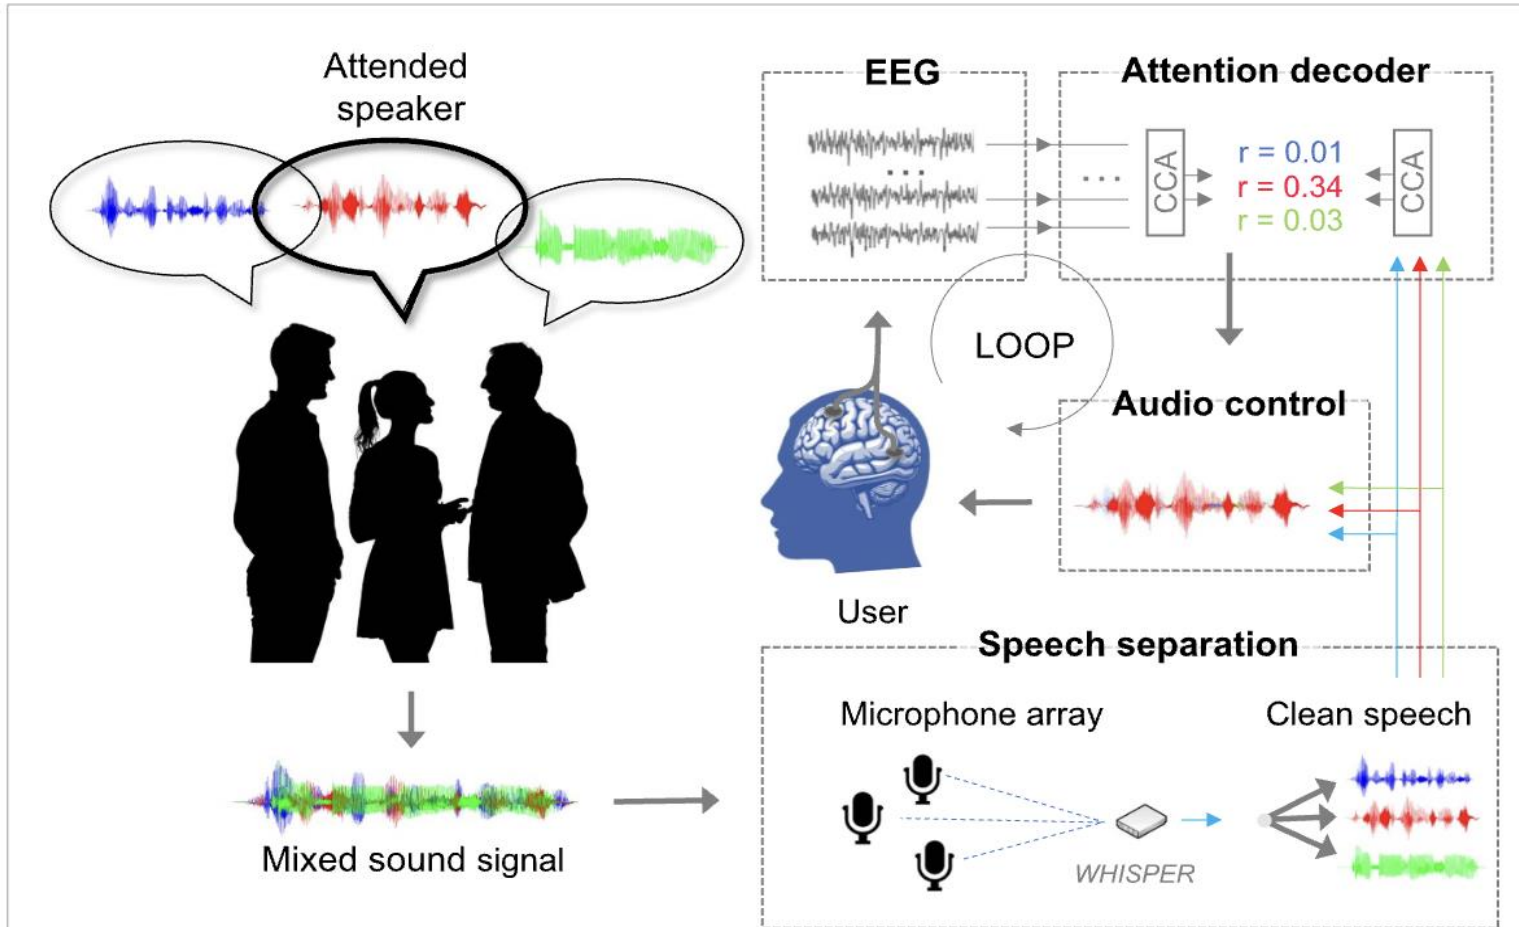 Attended
speaker
EEG
Attention decoder
...
...
CCA
r = 0.01
r = 0.34
r = 0.03
CCA
LOOP
Audio control
User
Speech separation
Microphone array
Clean speech
WHISPER
Mixed sound signal